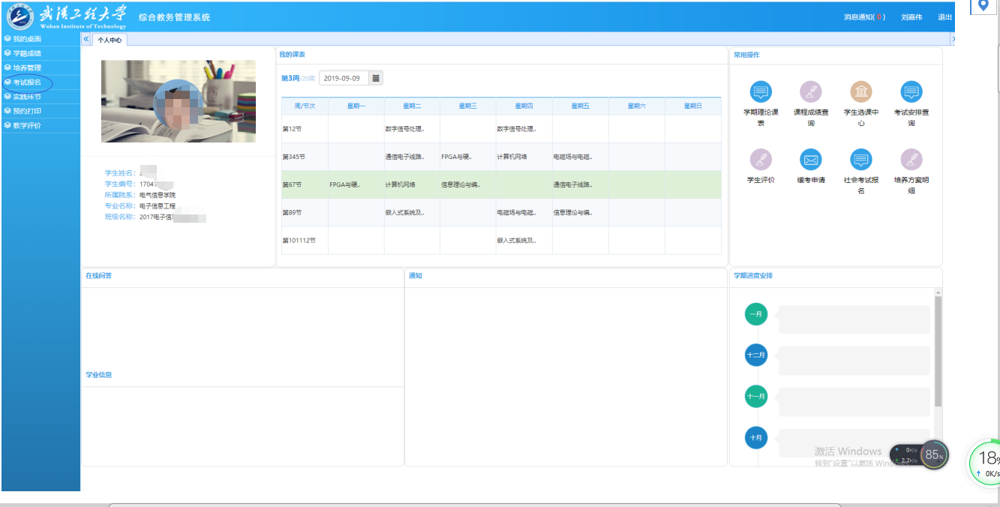 武汉工程大学
Wuhan Institute of Technology
综合教务管理系统
消息通知( 0 ) 刘嘉伟 退出
我的桌面
学籍成绩
培养管理
考试报名
实践环节
预约打印
教学评价
个人中心
学生姓名：
学生编号：1704
所属院系：电气信息学院
专业名称：电子信息工程
班级名称：2017电子信
我的课表
第3周/20周 2019-09-09
周/节次 星期一 星期二 星期三 星期四 星期五 星期六 星期日
第12节 数字信号处理.. 数字信号处理..
第345节 通信电子线路.. FPGA与硬.. 计算机网络 电磁场与电磁..
第67节 FPGA与硬.. 计算机网络 信息理论与编.. 通信电子线路..
第89节 嵌入式系统及.. 电磁场与电磁.. 信息理论与编..
第101112节 嵌入式系统及..
常用操作
学期理论课表
课程成绩查询
学生选课中心
考试安排查询
学生评价
缓考申请
社会考试报名
培养方案明细
在线问答
学业信息
通知
学期进度安排
一月
十二月
十一月
十月
激活 Windows
转到"设置"以激活 Windows。
0K/s
2.2K/s
85%
18%
0K/s